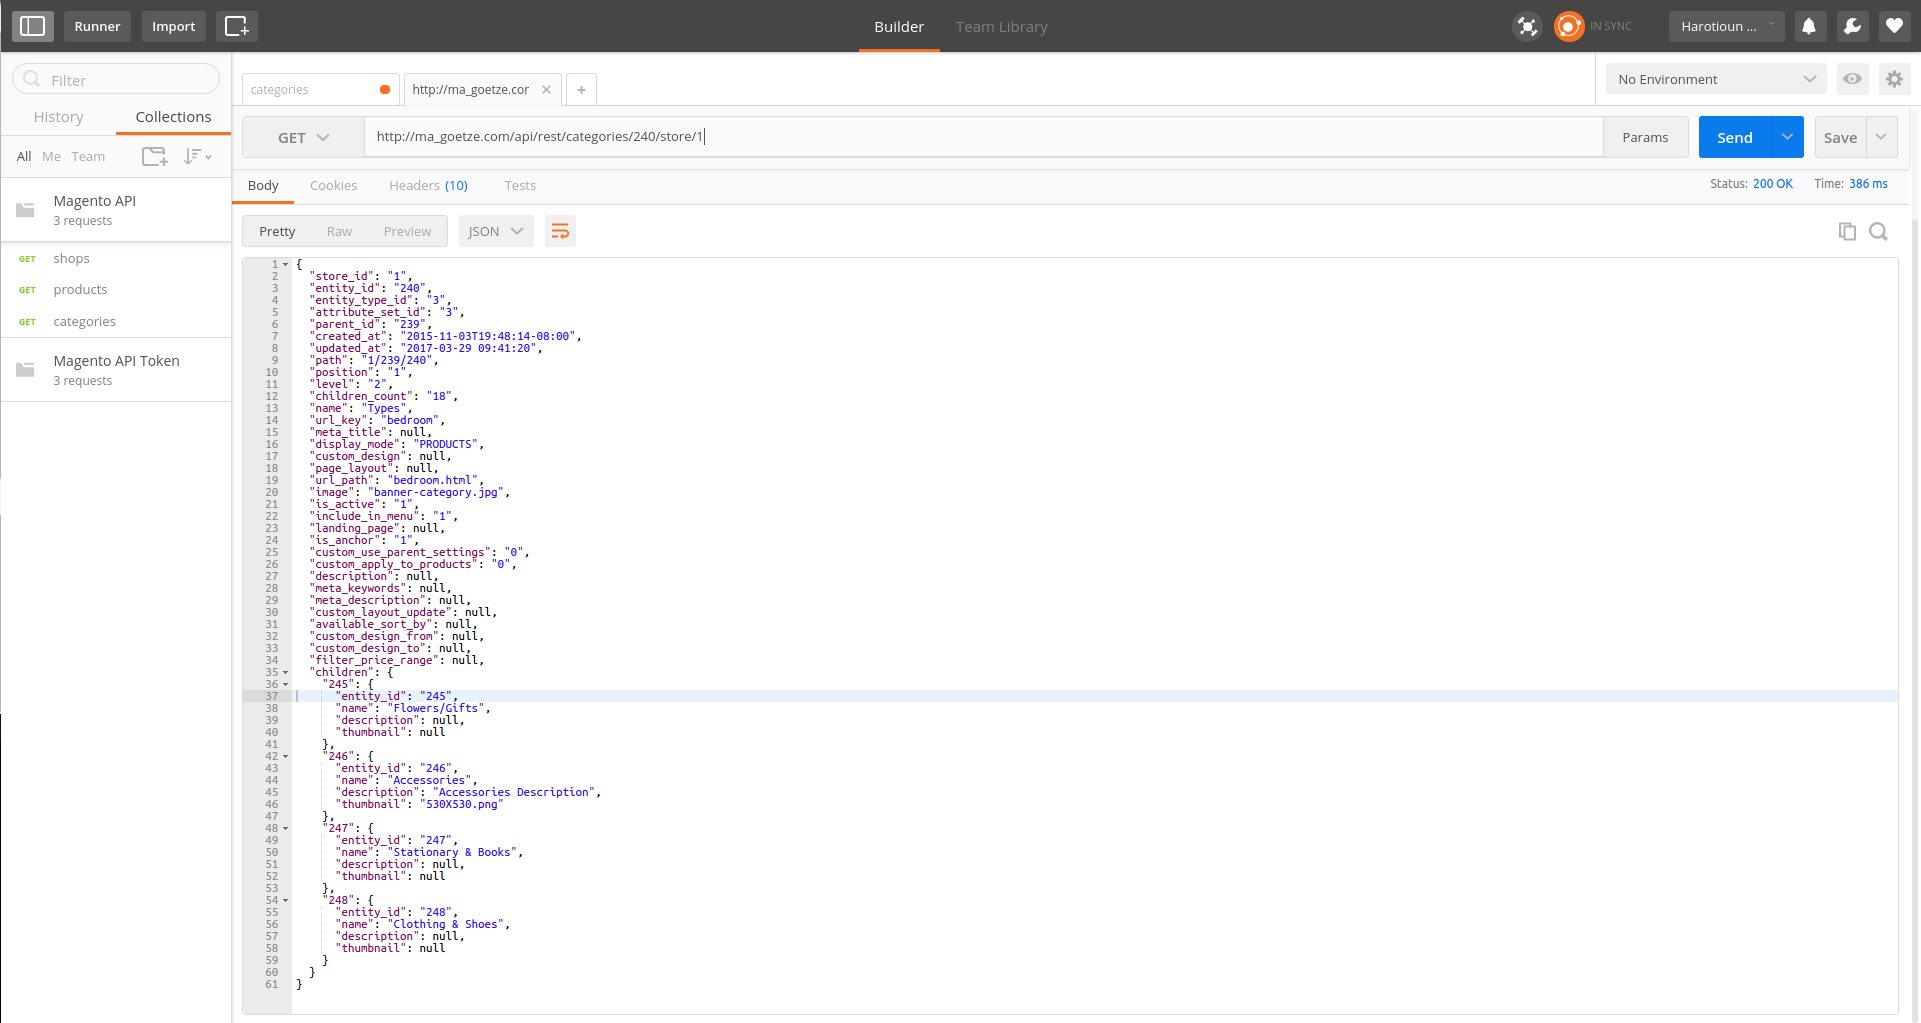 Runner
Import
Builder
Team Library
IN SYNC
Harotioun ...
Filter
History
Collections
All Me Team
Magento API
3 requests
GET shops
GET products
GET categories
Magento API Token
3 requests
categories
http://ma_goetze.cor
No Environment
GET
http://ma_goetze.com/api/rest/categories/240/store/1
Params
Send
Save
Body
Cookies
Headers (10)
Tests
Status: 200 OK
Time: 386 ms
Pretty
Raw
Preview
JSON
1 {
2 "store_id": "1",
3 "entity_id": "240",
4 "entity_type_id": "3",
5 "attribute_set_id": "3",
6 "parent_id": "239",
7 "created_at": "2015-11-03T19:48:14-08:00",
8 "updated_at": "2017-03-29 09:41:20",
9 "path": "1/239/240",
10 "position": "1",
11 "level": "2",
12 "children_count": "18",
13 "name": "Types",
14 "url_key": "bedroom",
15 "meta_title": null,
16 "display_mode": "PRODUCTS",
17 "custom_design": null,
18 "page_layout": null,
19 "url_path": "bedroom.html",
20 "image": "banner-category.jpg",
21 "is_active": "1",
22 "include_in_menu": "1",
23 "landing_page": null,
24 "is_anchor": "1",
25 "custom_use_parent_settings": "0",
26 "custom_apply_to_products": "0",
27 "description": null,
28 "meta_keywords": null,
29 "meta_description": null,
30 "custom_layout_update": null,
31 "available_sort_by": null,
32 "custom_design_from": null,
33 "custom_design_to": null,
34 "filter_price_range": null,
35 "children": {
36 "245": {
37 "entity_id": "245",
38 "name": "Flowers/Gifts",
39 "description": null,
40 "thumbnail": null
41 },
42 "246": {
43 "entity_id": "246",
44 "name": "Accessories",
45 "description": "Accessories Description",
46 "thumbnail": "530X530.png"
47 },
48 "247": {
49 "entity_id": "247",
50 "name": "Stationary & Books",
51 "description": null,
52 "thumbnail": null
53 },
54 "248": {
55 "entity_id": "248",
56 "name": "Clothing & Shoes",
57 "description": null,
58 "thumbnail": null
59 }
60 }
61 }